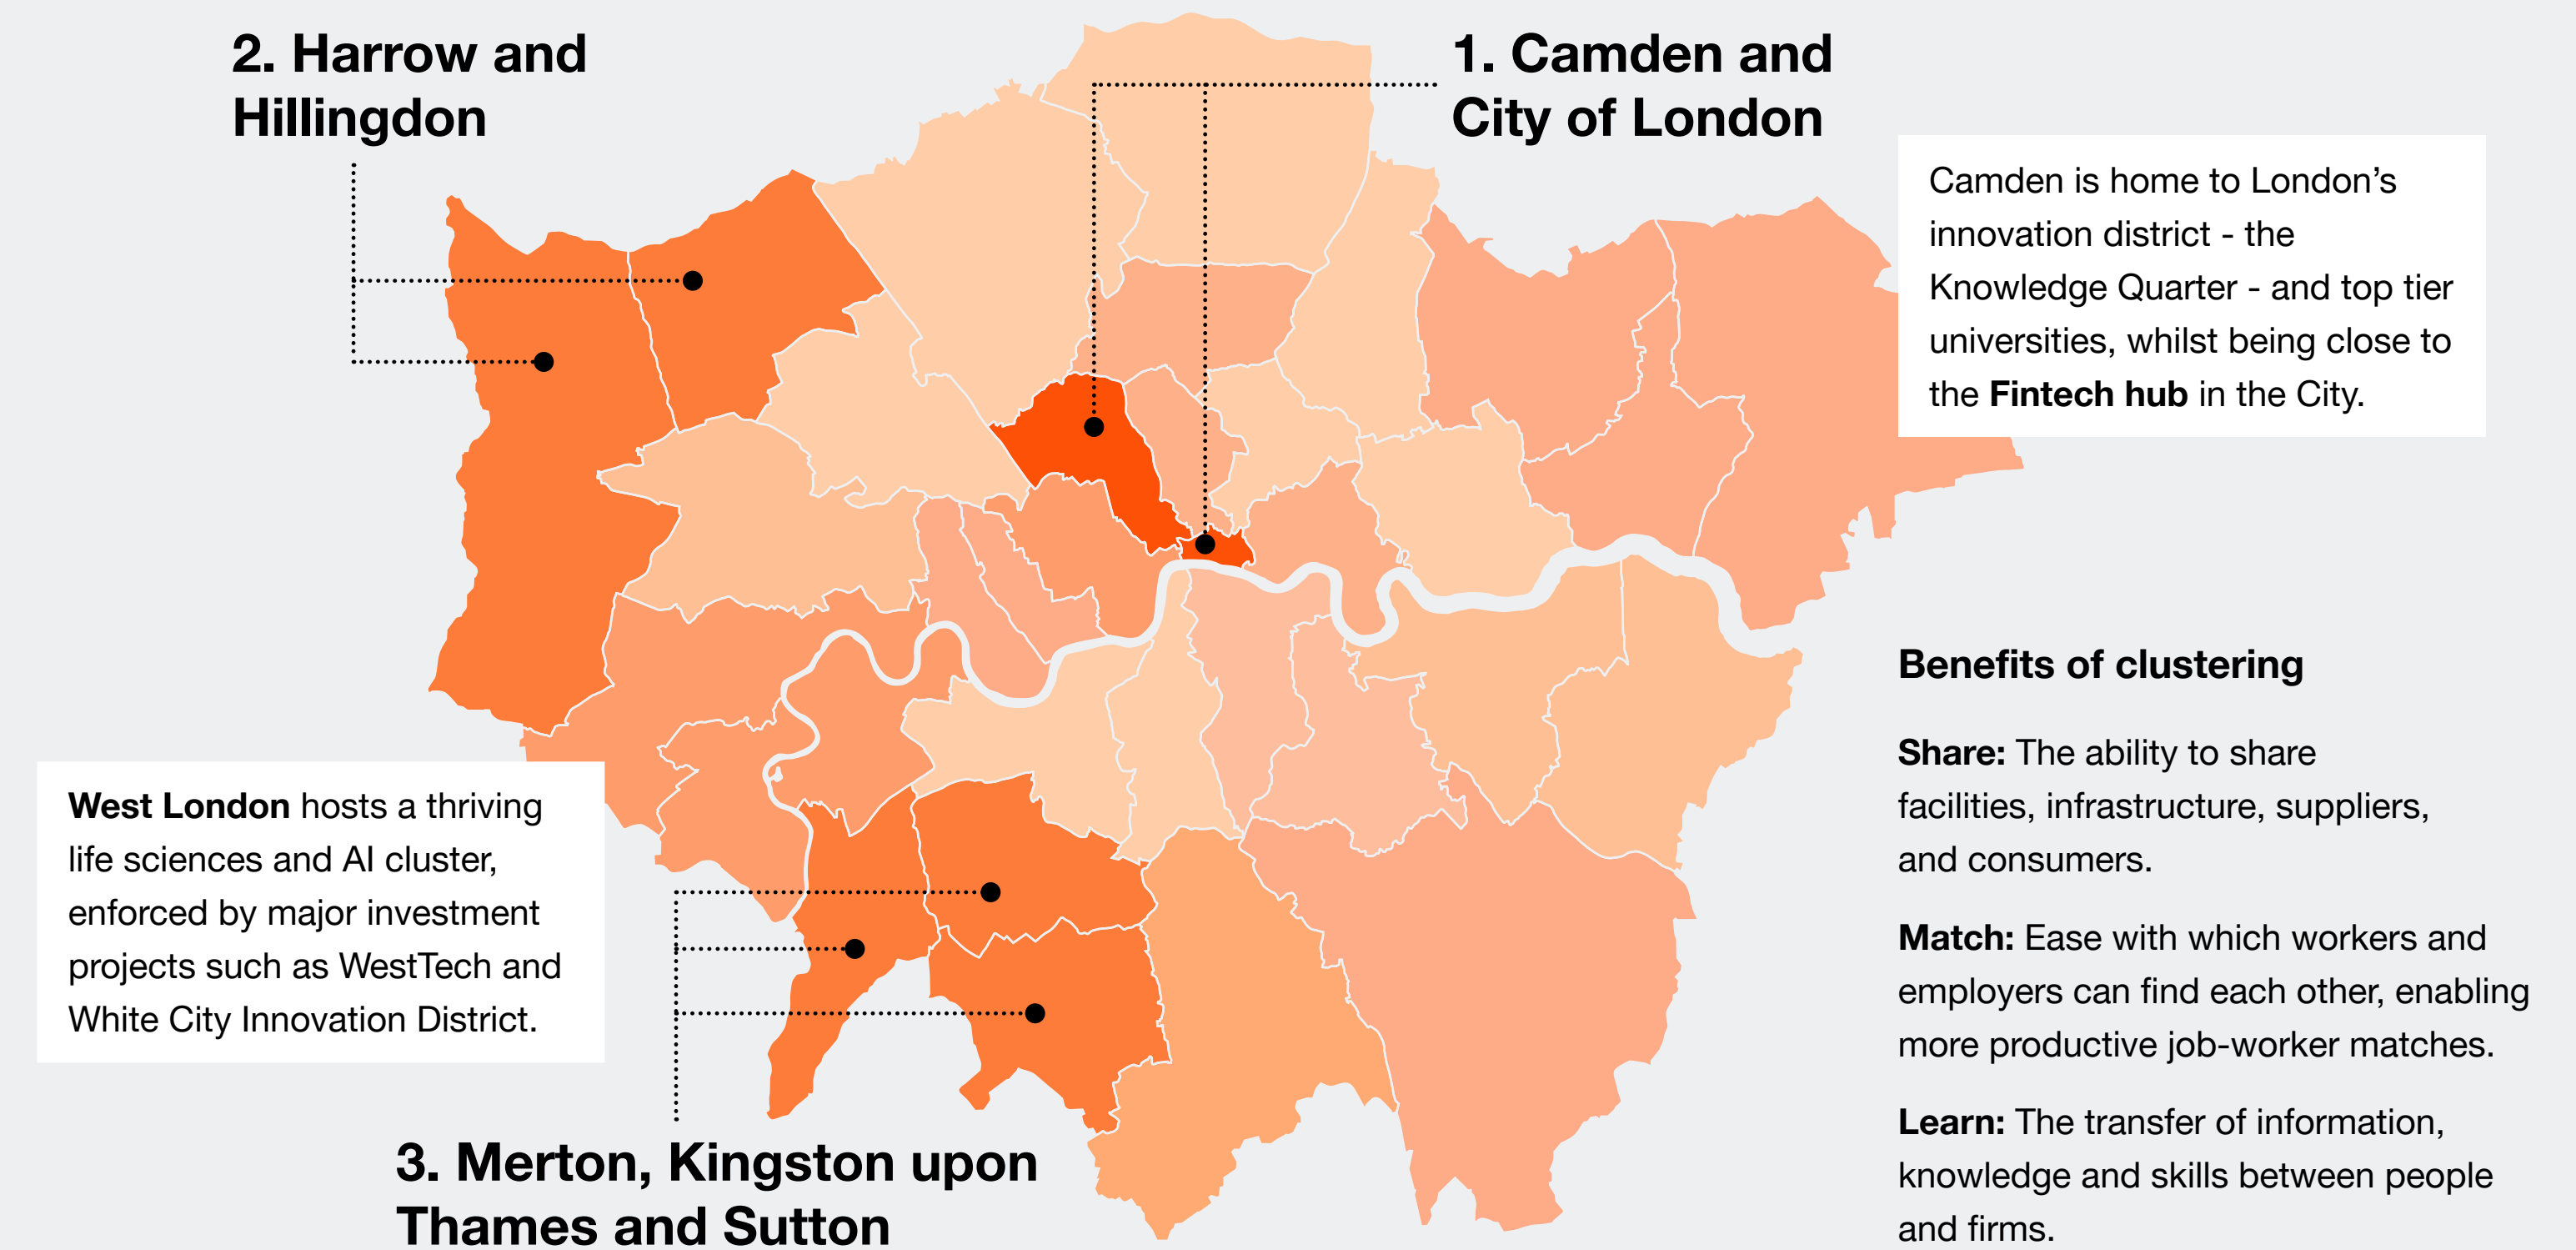 2. Harrow and
Hillingdon
1. Camden and
City of London
Camden is home to London’s
innovation district - the
Knowledge Quarter - and top tier
universities, whilst being close to
the Fintech hub in the City.
West London hosts a thriving
life sciences and AI cluster,
enforced by major investment
projects such as WestTech and
White City Innovation District.
3. Merton, Kingston upon
Thames and Sutton
Benefits of clustering
Share: The ability to share
facilities, infrastructure, suppliers,
and consumers.
Match: Ease with which workers and
employers can find each other, enabling
more productive job-worker matches.
Learn: The transfer of information,
knowledge and skills between people
and firms.